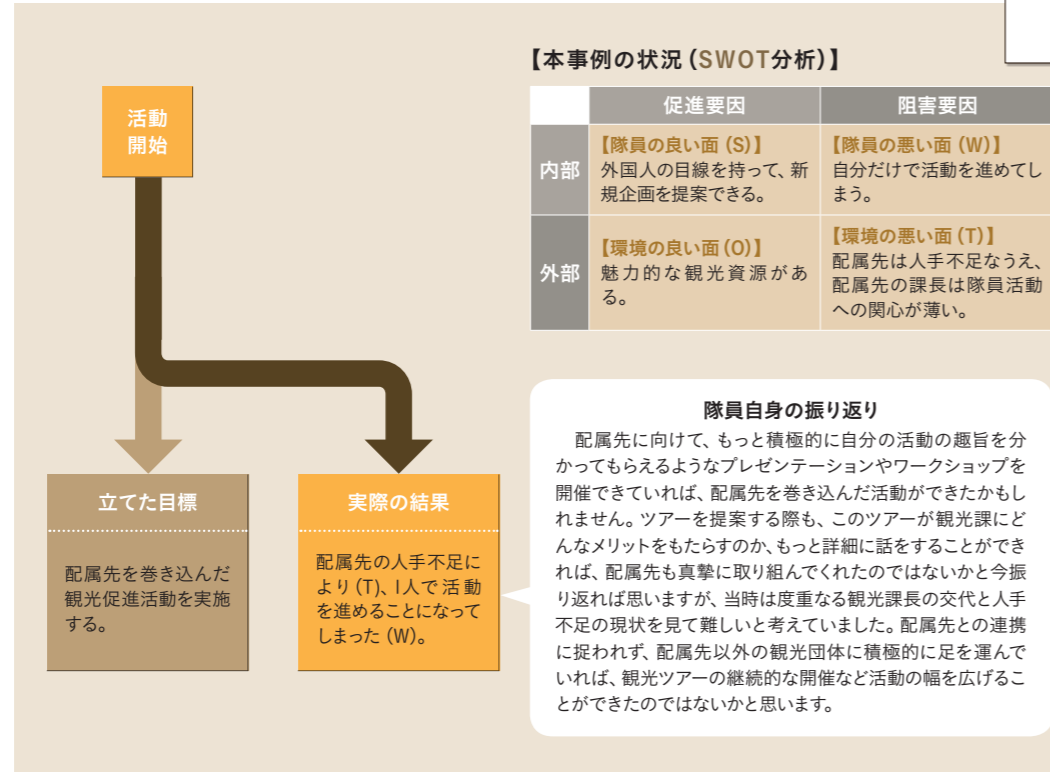 【本事例の状況（SWOT分析）】
活動
開始
促進要因
阻害要因
内部
【隊員の良い面（S）】
外国人の目線を持って、新
規企画を提案できる。
【隊員の悪い面（W）】
自分だけで活動を進めてし
まう。
外部
【環境の良い面（O）】
魅力的な観光資源があ
る。
【環境の悪い面（T）】
配属先は人手不足なうえ、
配属先の課長は隊員活動
への関心が薄い。
立てた目標
配属先を巻き込んだ
観光促進活動を実施
する。
実際の結果
配属先の人手不足に
より（T）、1人で活動
を進めることになって
しまった（W）。
隊員自身の振り返り
配属先に向けて、もっと積極的に自分の活動の趣旨を分
かってもらえるようなプレゼンテーションやワークショップを
開催できていれば、配属先を巻き込んだ活動ができたかもし
れません。ツアーを提案する際も、このツアーが観光課にど
んなメリットをもたらすのか、もっと詳細に話をすることができ
れば、配属先も真摯に取り組んでくれたのではないかと今振
り返れば思いますが、当時は度重なる観光課長の交代と人手
不足の現状を見て難しいと考えていました。配属先との連携
に捉われず、配属先以外の観光団体に積極的に足を運んで
いれば、観光ツアーの継続的な開催など活動の幅を広げるこ
とができたのではないかと思います。